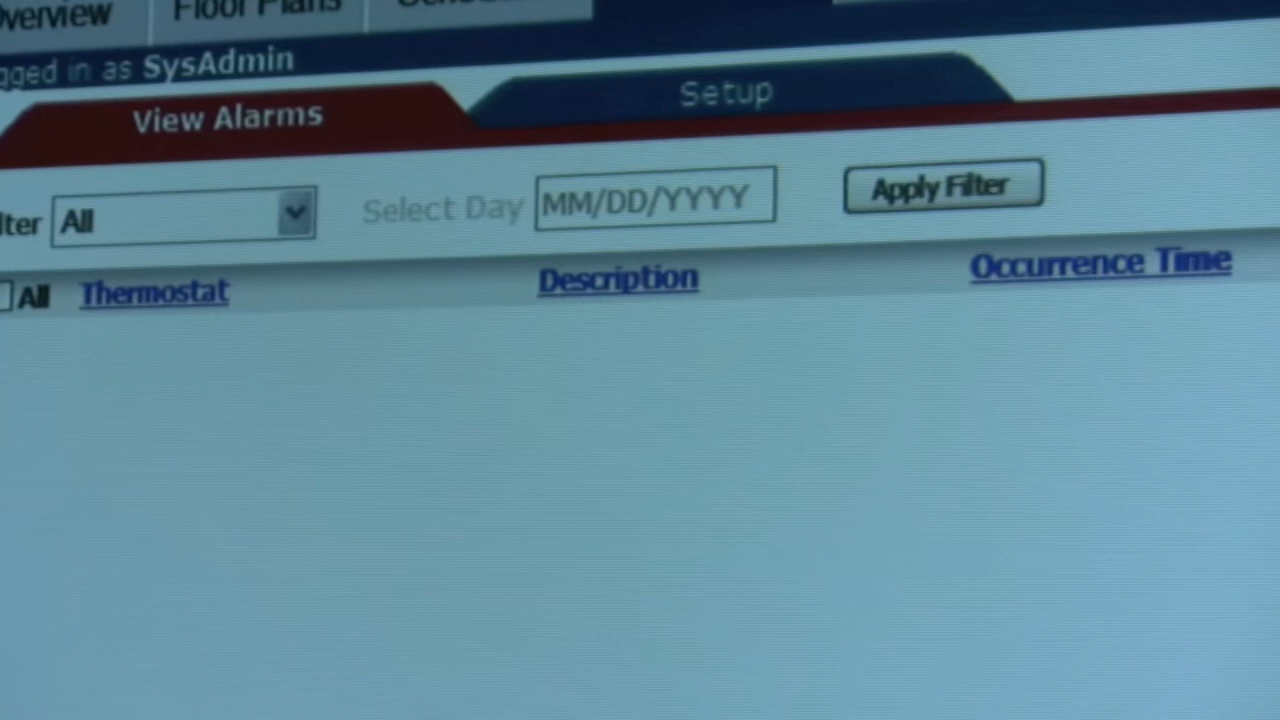 Overview Floor Plans
gged in as SysAdmin
View Alarms Setup
lter All Select Day MM/DD/YYYY Apply Filter
All Thermostat Description Occurrence Time